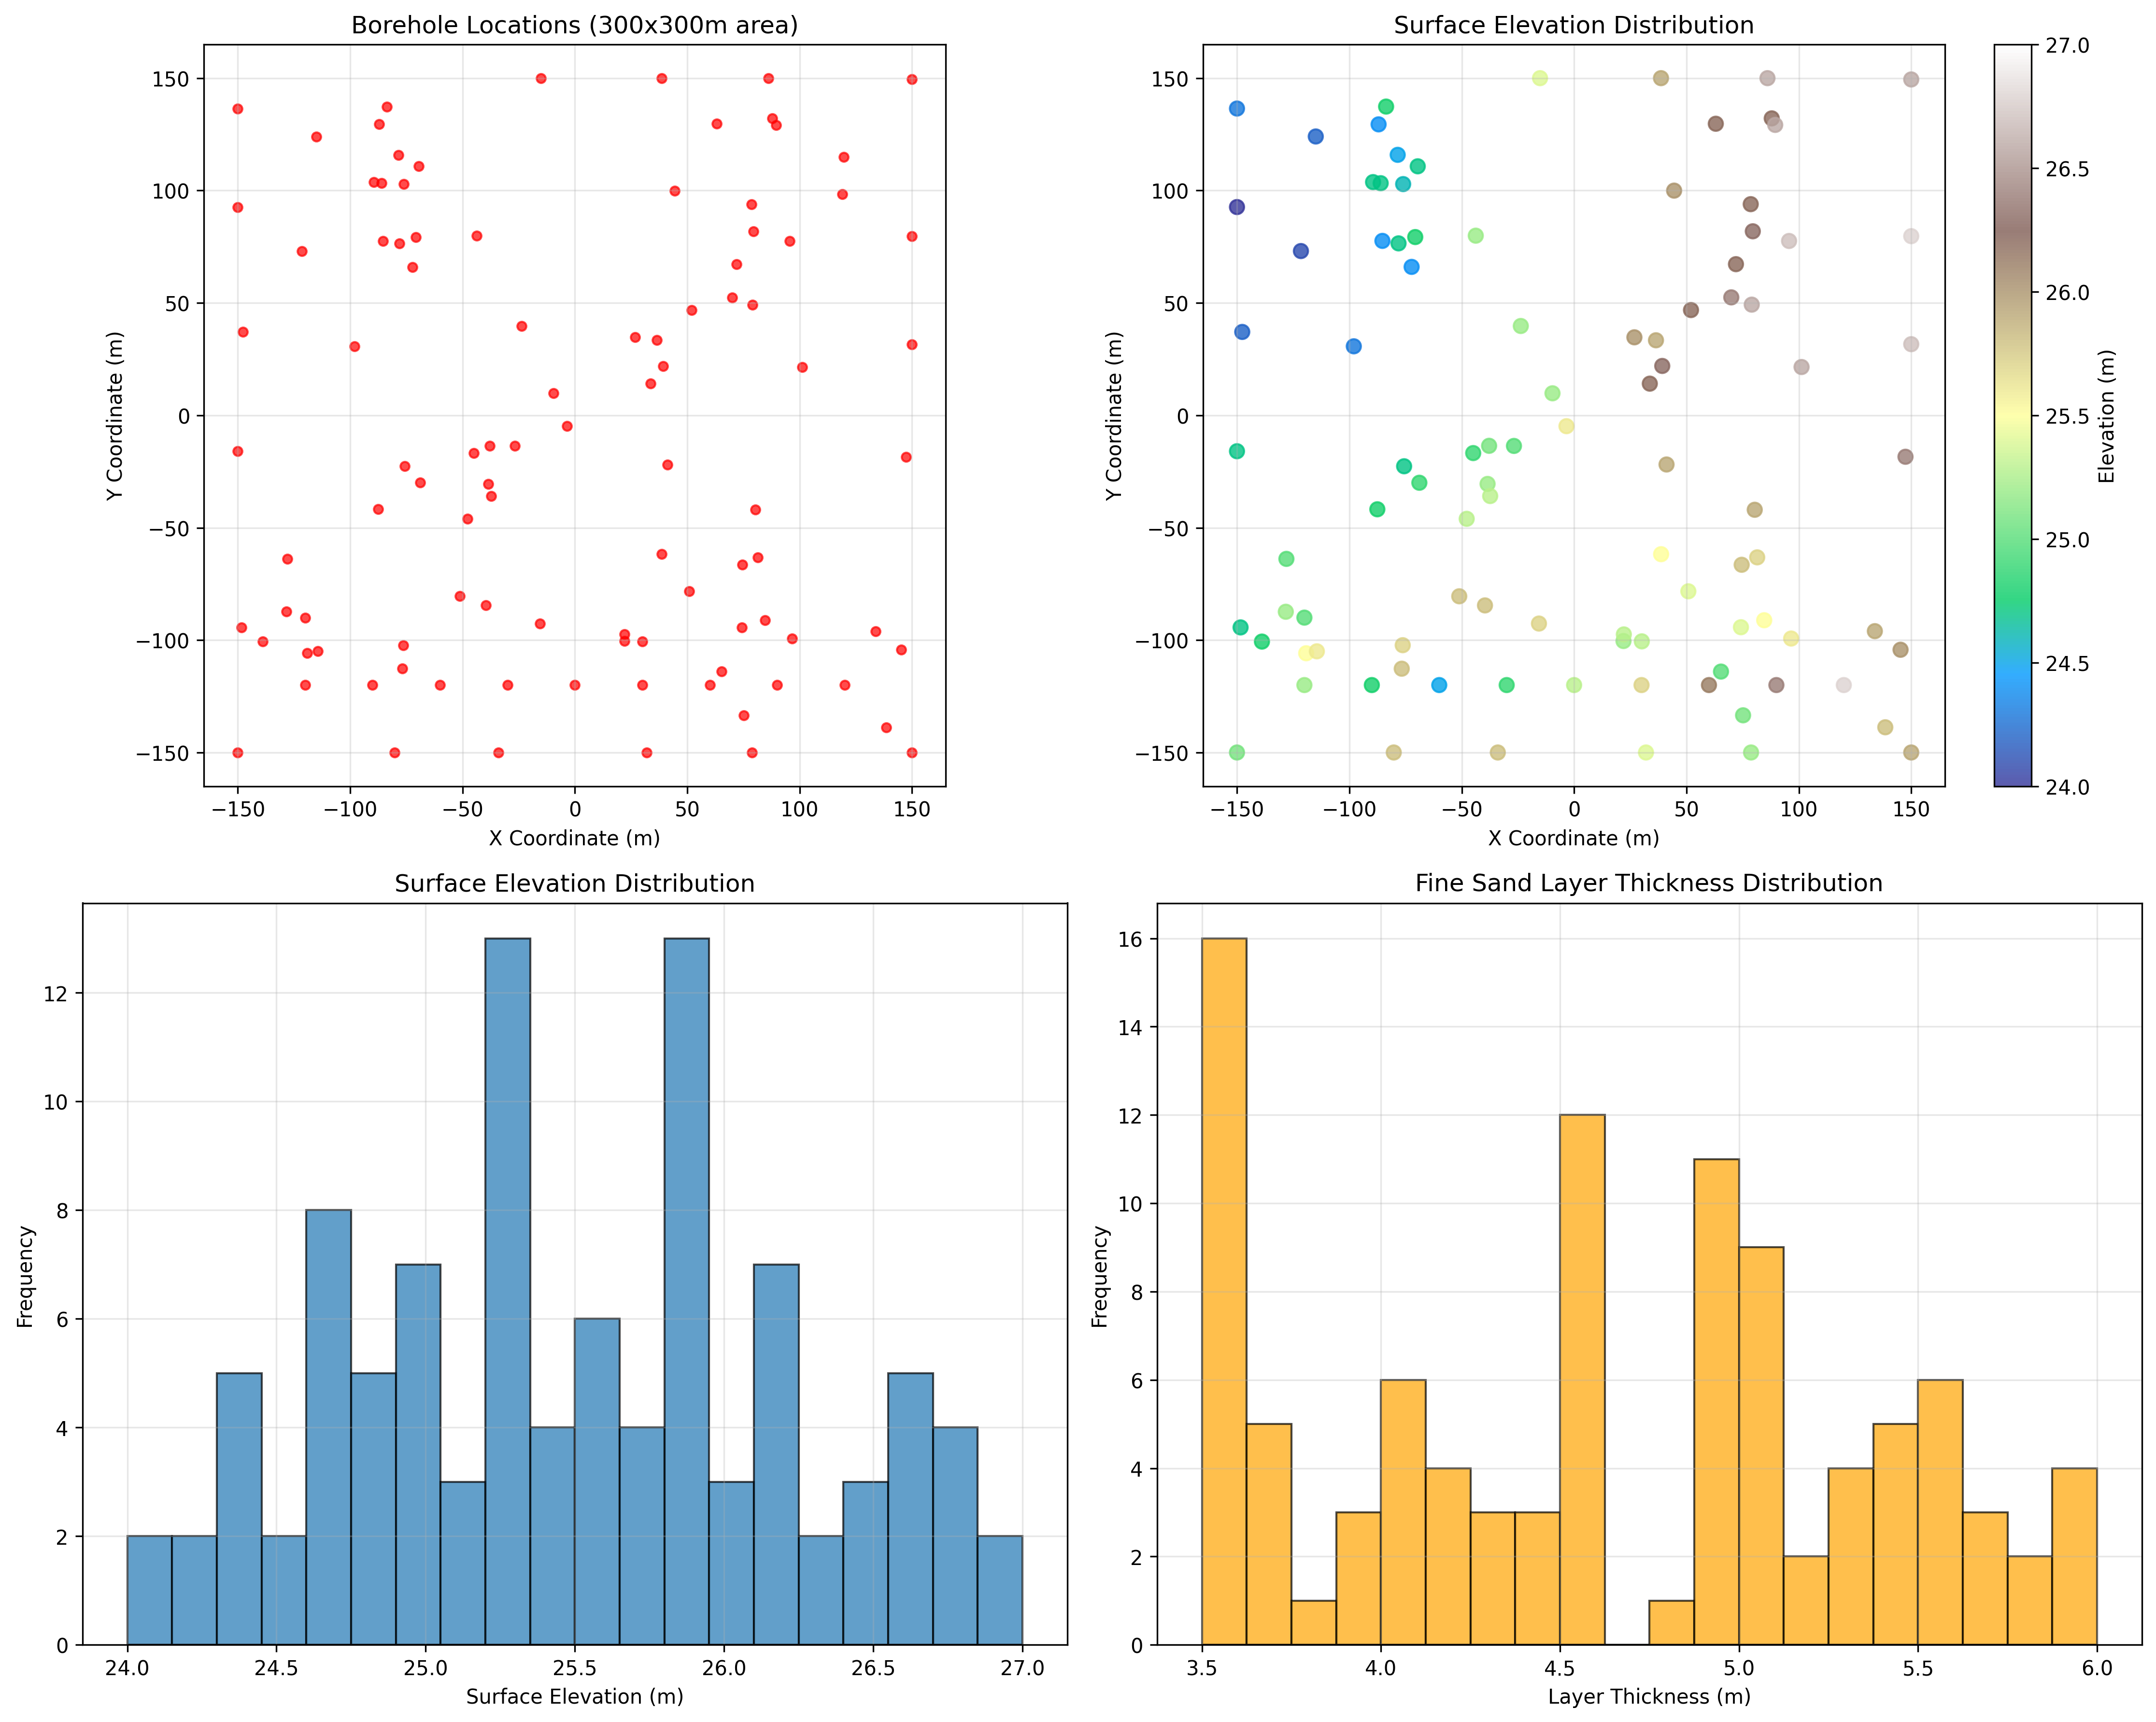 Borehole Locations (300x300m area)
Y Coordinate (m)
150
100
50
0
−50
−100
−150
−150 −100 −50 0 50 100 150
X Coordinate (m)
Surface Elevation Distribution
Y Coordinate (m)
150
100
50
0
−50
−100
−150
−150 −100 −50 0 50 100 150
X Coordinate (m)
27.0
26.5
26.0
25.5
25.0
24.5
24.0
Elevation (m)
Surface Elevation Distribution
Frequency
12
10
8
6
4
2
0
24.0 24.5 25.0 25.5 26.0 26.5 27.0
Surface Elevation (m)
Fine Sand Layer Thickness Distribution
Frequency
16
14
12
10
8
6
4
2
0
3.5 4.0 4.5 5.0 5.5 6.0
Layer Thickness (m)